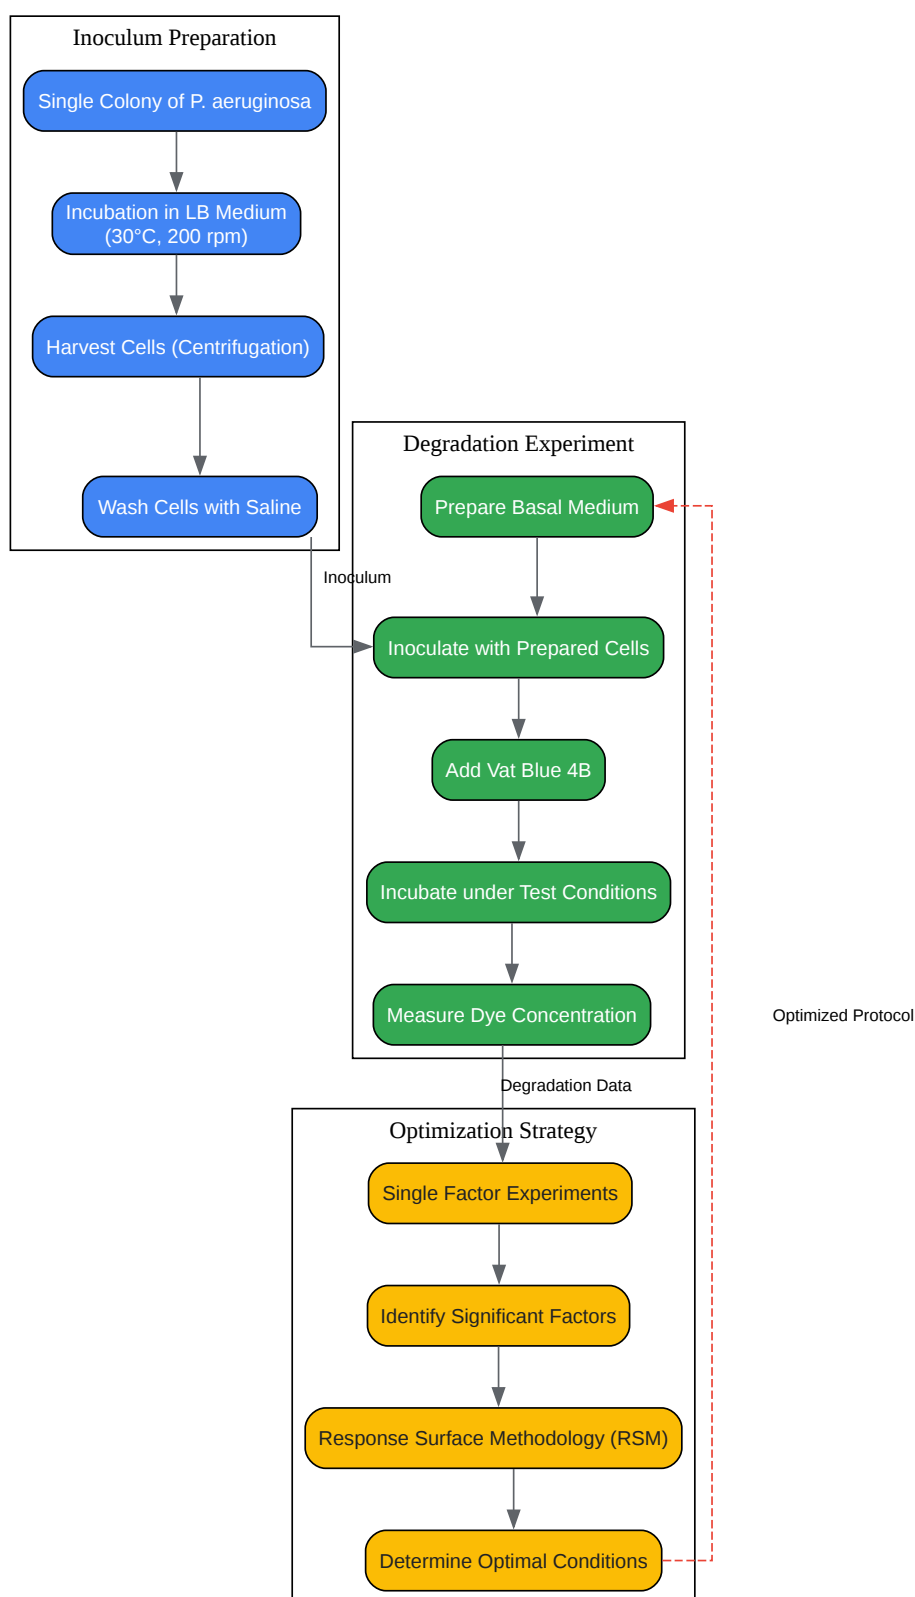 Inoculum Preparation
Single Colony of P. aeruginosa
Incubation in LB Medium
(30°C, 200 rpm)
Harvest Cells (Centrifugation)
Wash Cells with Saline
Inoculum
Degradation Experiment
Prepare Basal Medium
Inoculate with Prepared Cells
Add Vat Blue 4B
Incubate under Test Conditions
Measure Dye Concentration
Degradation Data
Optimized Protocol
Optimization Strategy
Single Factor Experiments
Identify Significant Factors
Response Surface Methodology (RSM)
Determine Optimal Conditions